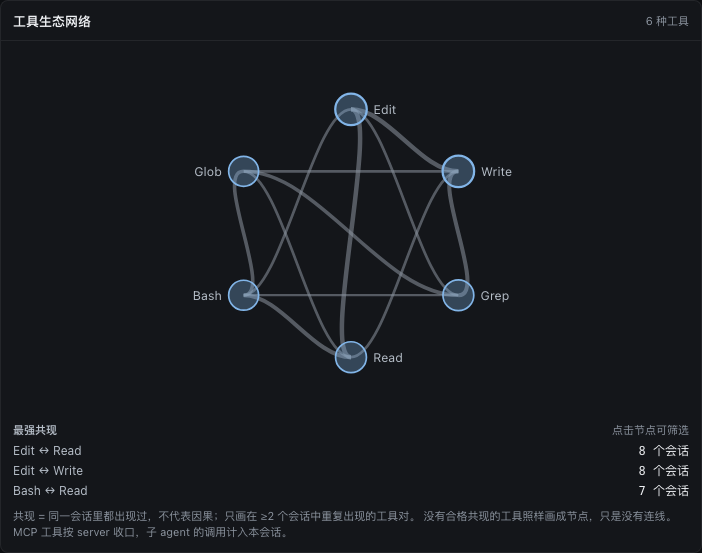 工具生态网络
6 种工具
Edit
Glob
Write
Bash
Grep
Read
最强共现
点击节点可筛选
Edit ↔ Read
8 个会话
Edit ↔ Write
8 个会话
Bash ↔ Read
7 个会话
共现 = 同一会话里都出现过，不代表因果；只画在 ≥2 个会话中重复出现的工具对。 没有合格共现的工具照样画成节点，只是没有连线。
MCP 工具按 server 收口，子 agent 的调用计入本会话。